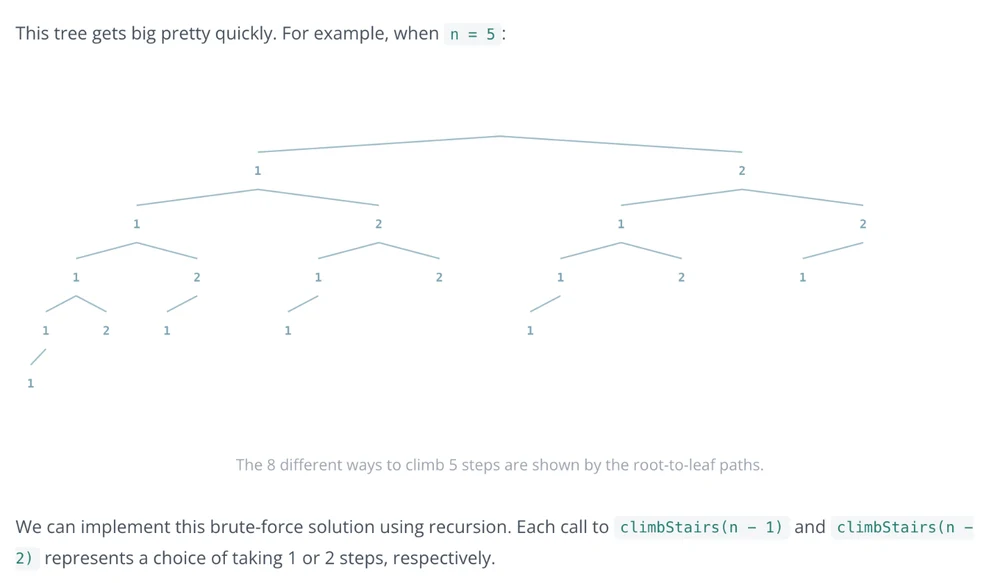 This tree gets big pretty quickly. For example, when n = 5 :
1 2
1 2 1 2
1 2 1 2 1 2 1
1 2 1 1 1
1
The 8 different ways to climb 5 steps are shown by the root-to-leaf paths.
We can implement this brute-force solution using recursion. Each call to climbStairs(n − 1) and climbStairs(n −
2) represents a choice of taking 1 or 2 steps, respectively.